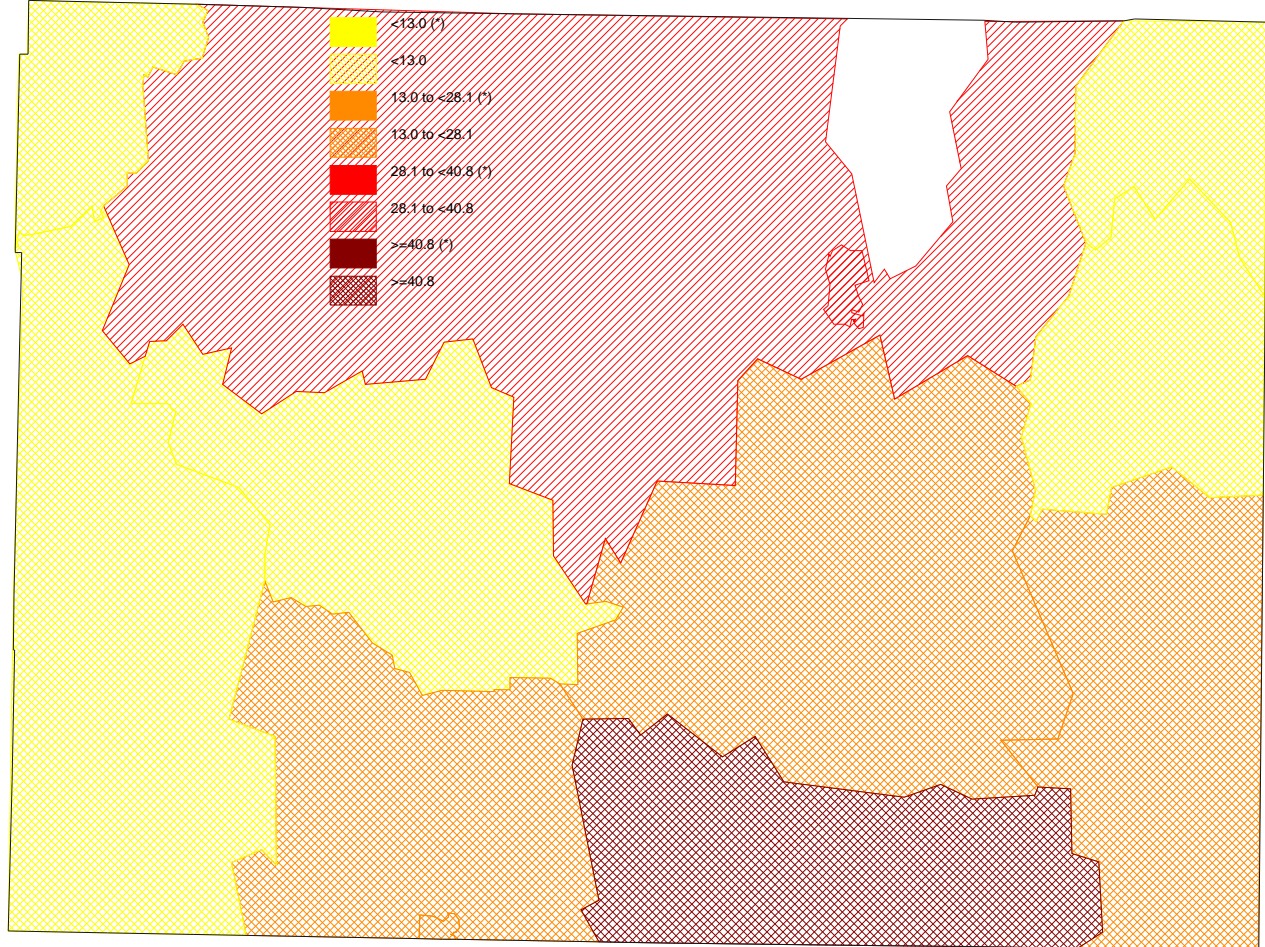 <13.0 (*)
<13.0
13.0 to <28.1 (*)
13.0 to <28.1
28.1 to <40.8 (*)
28.1 to <40.8
>=40.8 (*)
>=40.8